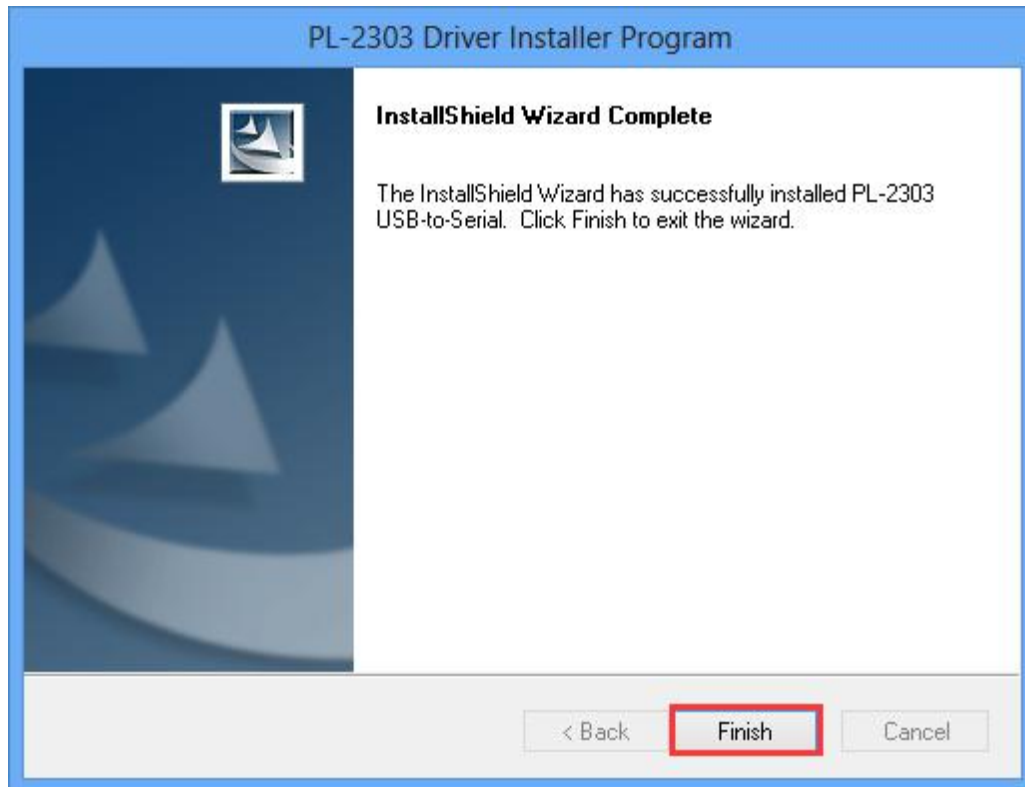 PL-2303 Driver Installer Program
InstallShield Wizard Complete
The InstallShield Wizard has successfully installed PL-2303
USB-to-Serial. Click Finish to exit the wizard.
< Back
Finish
Cancel